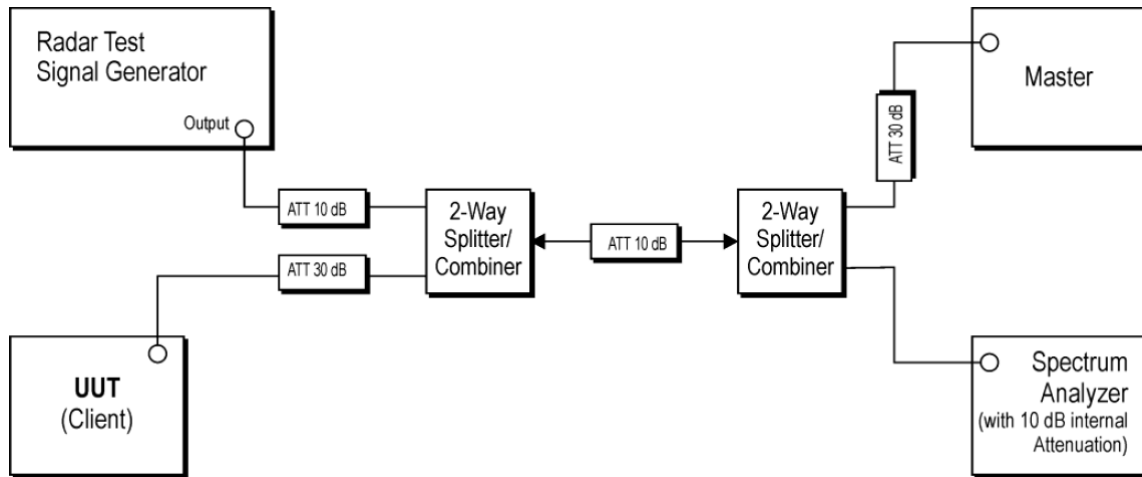 Radar Test
Signal Generator
Output
ATT 10 dB
ATT 30 dB
2-Way
Splitter/
Combiner
ATT 10 dB
2-Way
Splitter/
Combiner
ATT 30 dB
Master
UUT
(Client)
Spectrum
Analyzer
(with 10 dB internal
Attenuation)